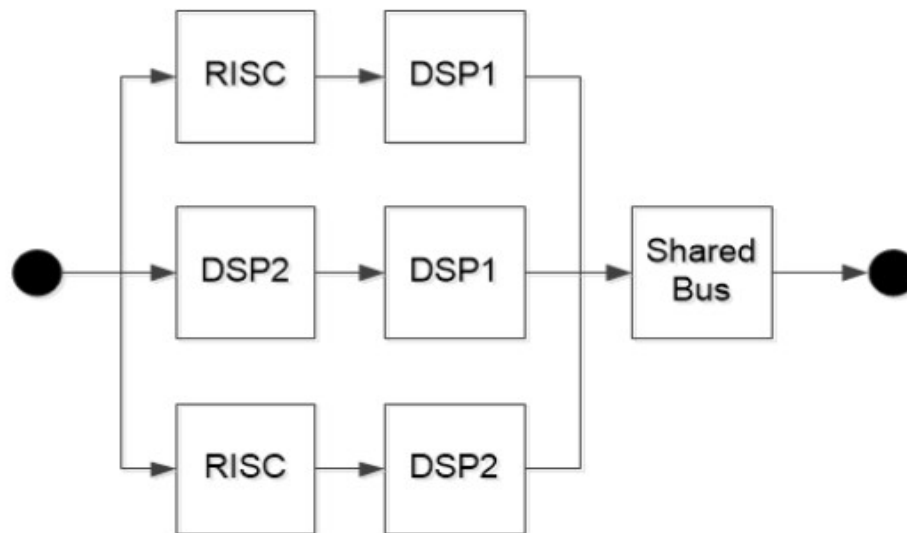 RISC
DSP1
DSP2
DSP1
Shared
Bus
RISC
DSP2